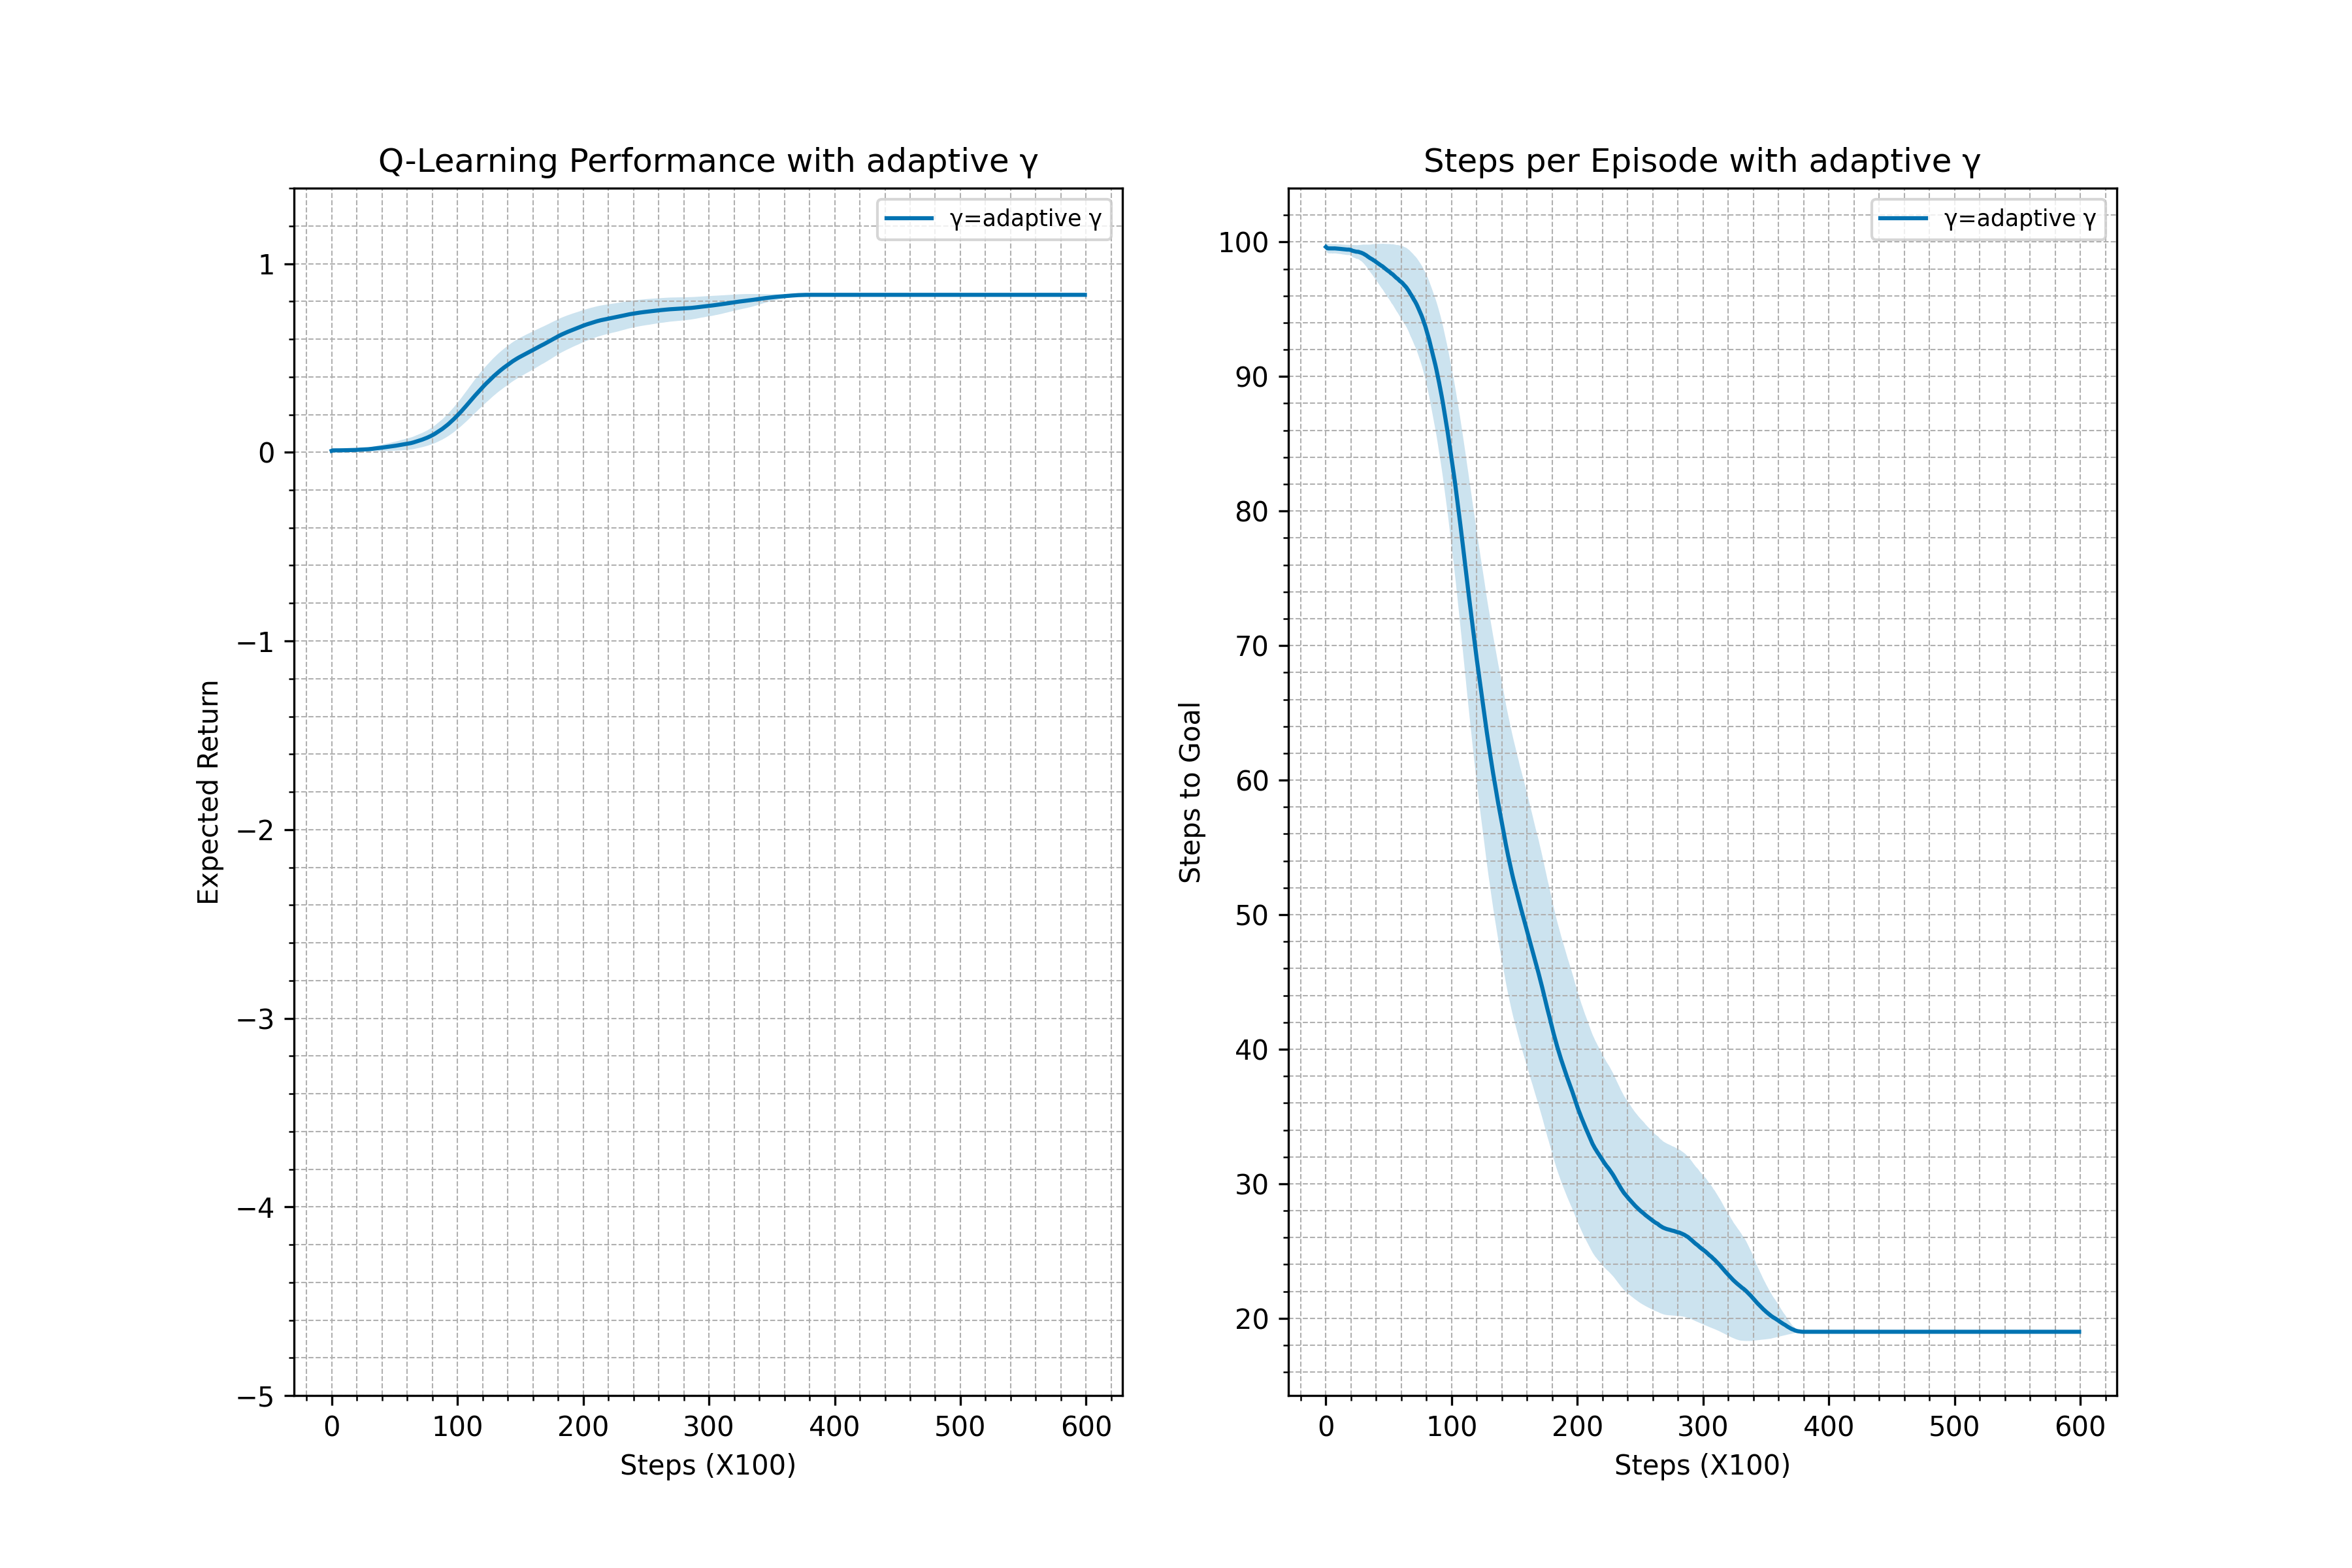 Q-Learning Performance with adaptive γ
γ=adaptive γ
1
0
−1
−2
−3
−4
−5
Expected Return
0 100 200 300 400 500 600
Steps (X100)
Steps per Episode with adaptive γ
γ=adaptive γ
100
90
80
70
60
50
40
30
20
Steps to Goal
0 100 200 300 400 500 600
Steps (X100)